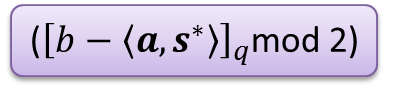 ([b − ⟨a, s*⟩]_q mod 2)